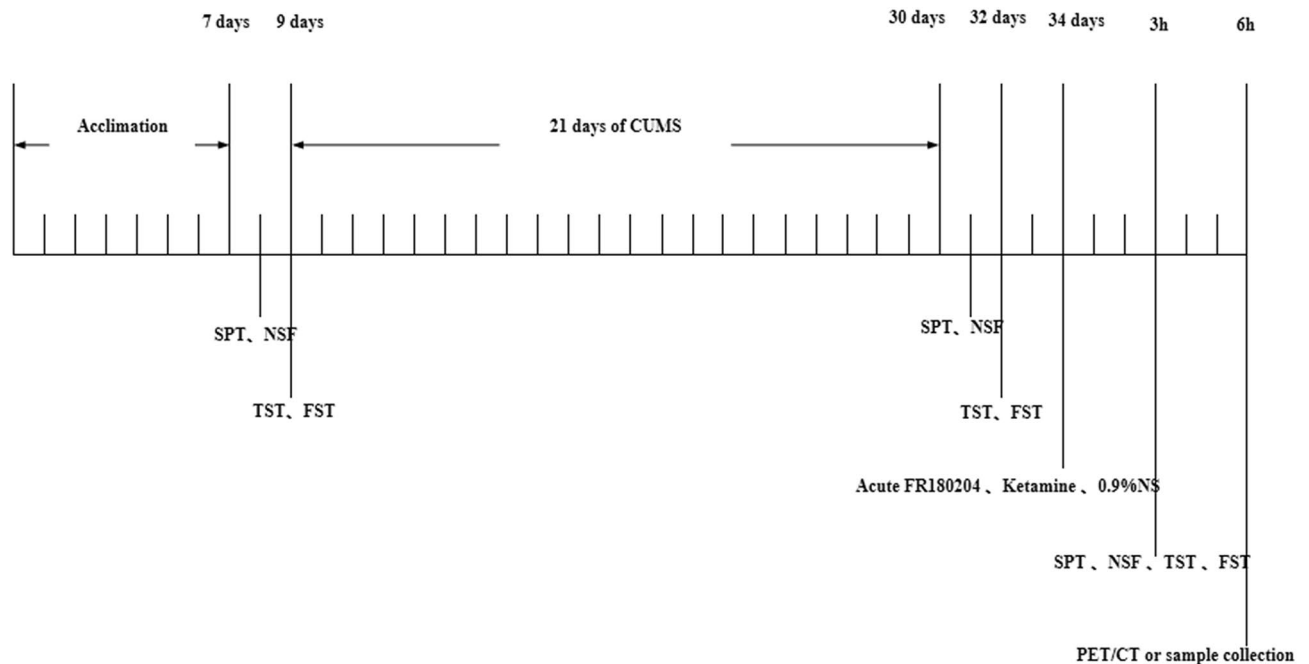 7 days 9 days 30 days 32 days 34 days 3h 6h
Acclimation 21 days of CUMS
SPT、NSF SPT、NSF
TST、FST TST、FST
Acute FR180204 、Ketamine 、0.9%NS
SPT 、NSF 、TST 、FST
PET/CT or sample collection